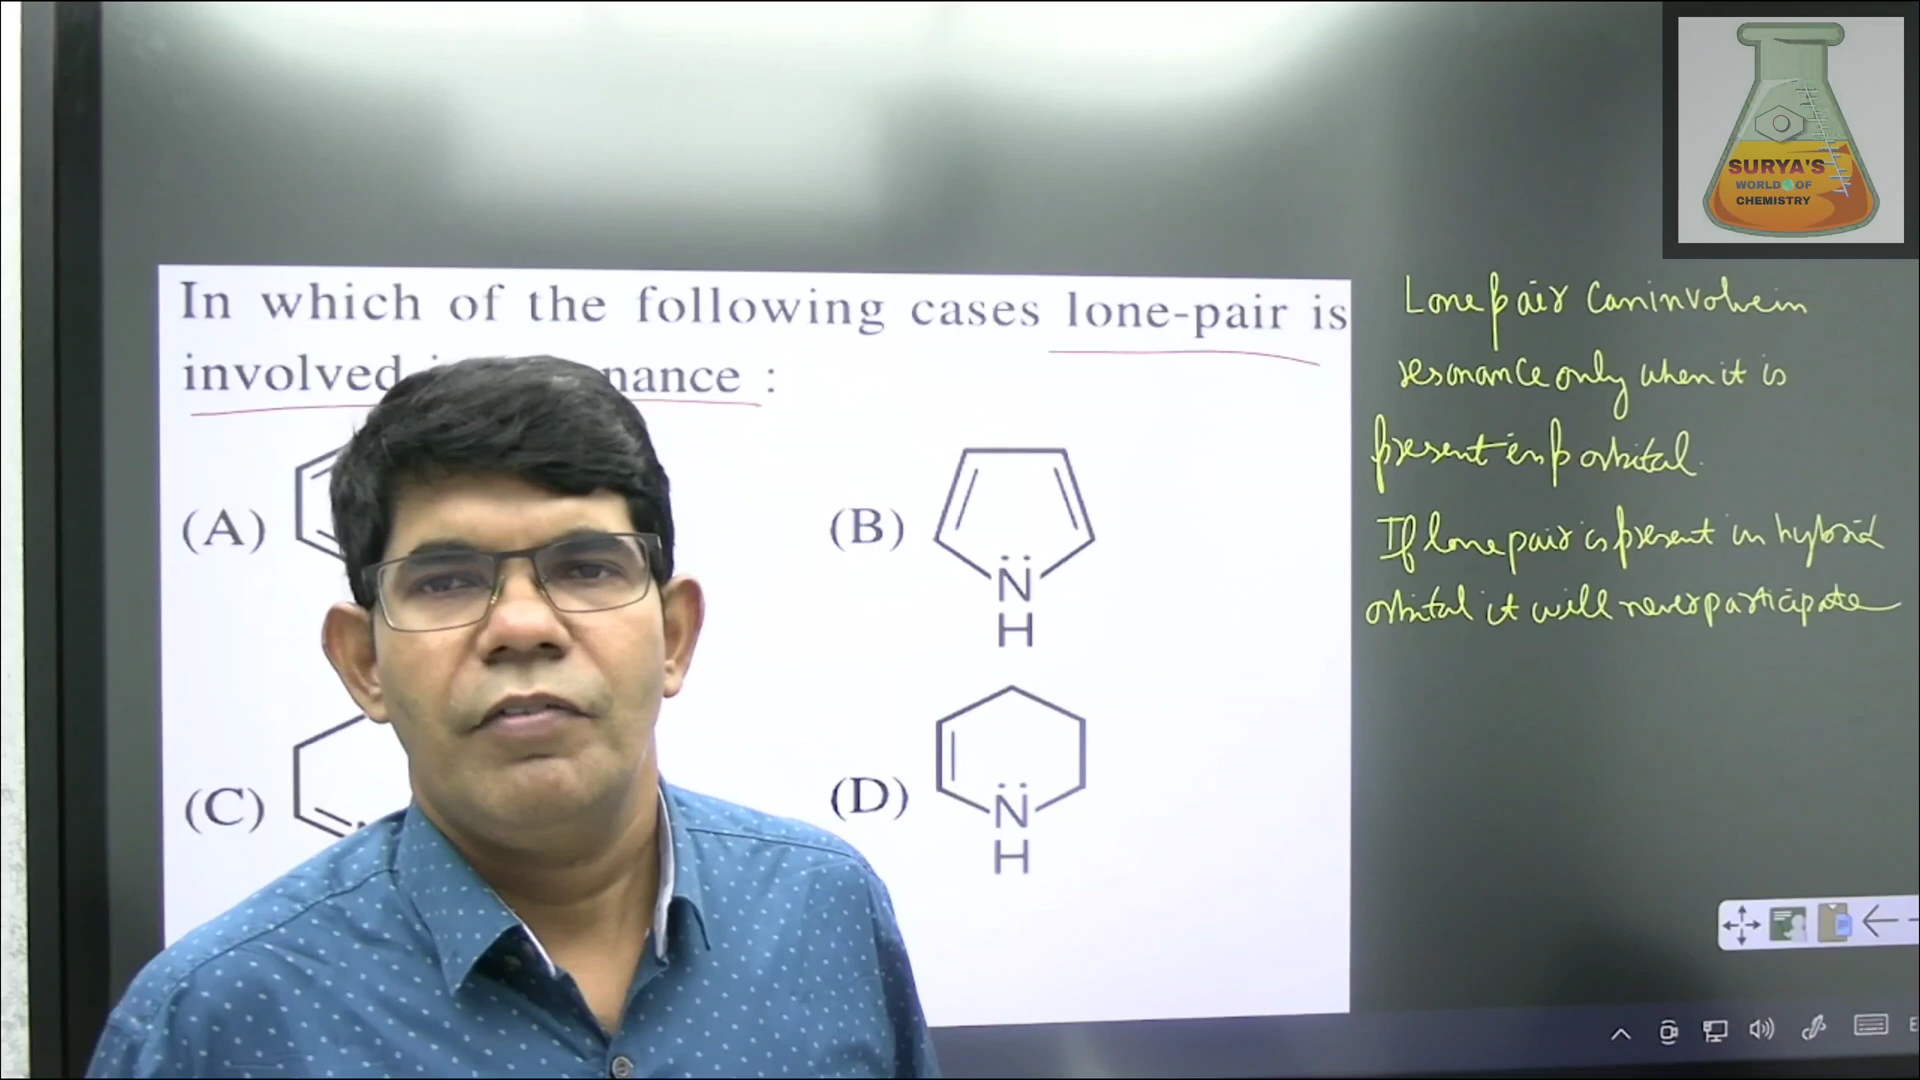 SURYA'S
WORLD OF
CHEMISTRY
In which of the following cases lone-pair is
involved nance :
(A)
(B)
N
H
(C)
(D)
N
H
Lone pair can involve in
resonance only when it is
present in p orbital.
If lone pair is present in hybrid
orbital it will never participate